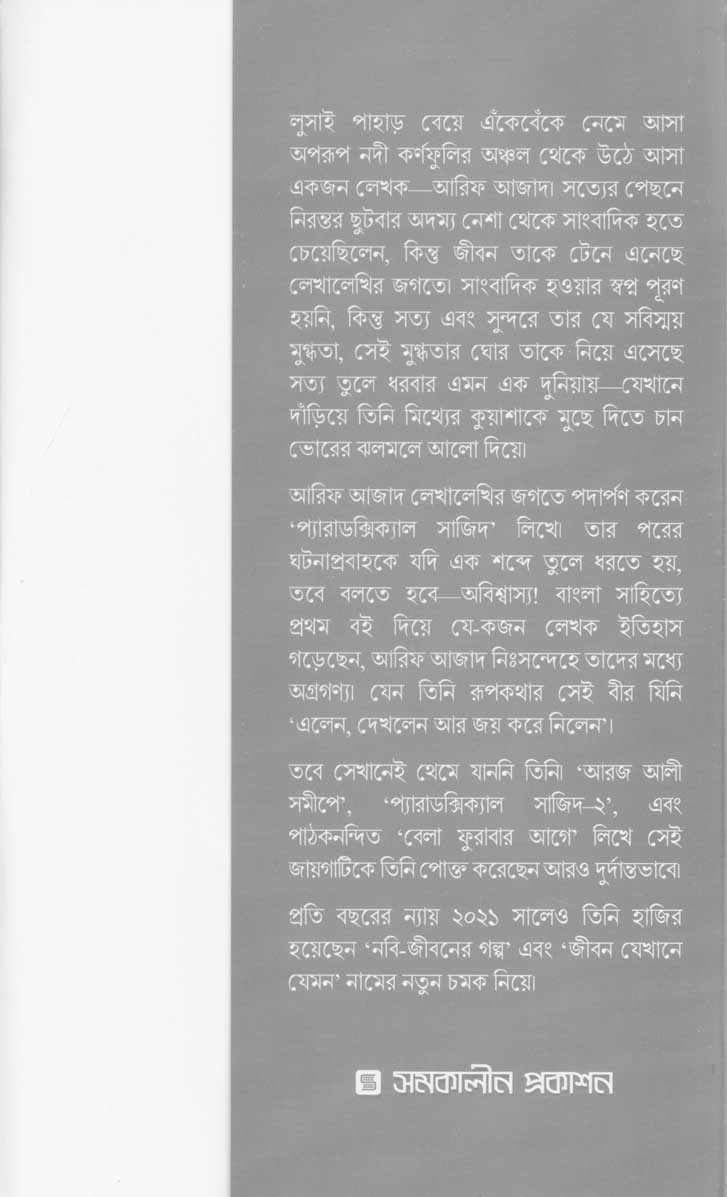 লুসাই পাহাড় বেয়ে এঁকেবেঁকে নেমে আসা
অপরূপ নদী কর্ণফুলির অঞ্চল থেকে উঠে আসা
একজন লেখক—আরিফ আজাদ। সত্যের পেছনে
নিরন্তর ছুটবার অদম্য নেশা থেকে সাংবাদিক হতে
চেয়েছিলেন, কিন্তু জীবন তাকে টেনে এনেছে
লেখালেখির জগতে। সাংবাদিক হওয়ার স্বপ্ন পূরণ
হয়নি, কিন্তু সত্য এবং সুন্দরে তার যে সবিস্ময়
মুগ্ধতা, সেই মুগ্ধতার ঘোর তাকে নিয়ে এসেছে
সত্য তুলে ধরবার এমন এক দুনিয়ায়—যেখানে
দাঁড়িয়ে তিনি মিথ্যের কুয়াশাকে মুছে দিতে চান
ভোরের ঝলমলে আলো দিয়ে।
আরিফ আজাদ লেখালেখির জগতে পদার্পণ করেন
‘প্যারাডক্সিক্যাল সাজিদ’ লিখে। তার পরের
ঘটনাপ্রবাহকে যদি এক শব্দে তুলে ধরতে হয়,
তবে বলতে হবে—অবিশ্বাস্য! বাংলা সাহিত্যে
প্রথম বই দিয়ে যে-কজন লেখক ইতিহাস
গড়েছেন, আরিফ আজাদ নিঃসন্দেহে তাদের মধ্যে
অগ্রগণ্য। যেন তিনি রূপকথার সেই বীর যিনি
‘এলেন, দেখলেন আর জয় করে নিলেন’।
তবে সেখানেই থেমে যাননি তিনি। ‘আরজ আলী
সমীপে’, ‘প্যারাডক্সিক্যাল সাজিদ-২’, এবং
পাঠকনন্দিত ‘বেলা ফুরাবার আগে’ লিখে সেই
জায়গাটিকে তিনি পোক্ত করেছেন আরও দুর্দান্তভাবে।
প্রতি বছরের ন্যায় ২০২১ সালেও তিনি হাজির
হয়েছেন ‘নবি-জীবনের গল্প’ এবং ‘জীবন যেখানে
যেমন’ নামের নতুন চমক নিয়ে।
সমকালীন প্রকাশন